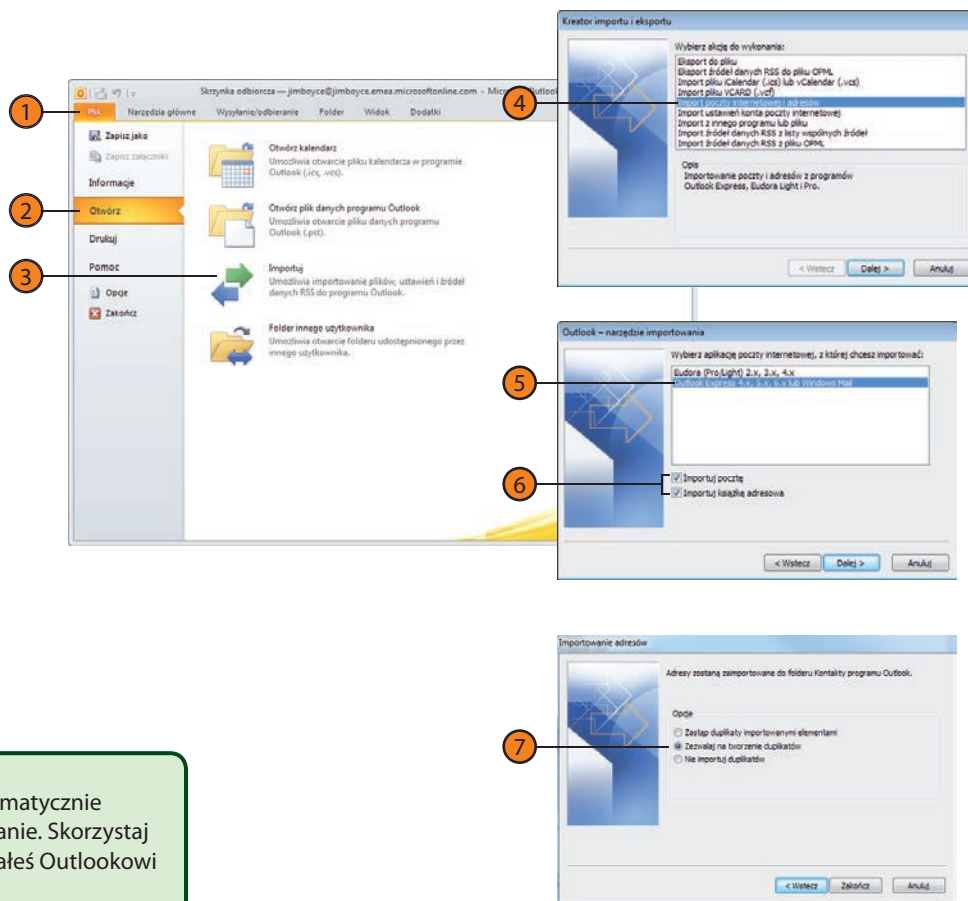 Kreator importu i eksportu
Wybierz akcję do wykonania:
Eksport do pliku
Eksport źródeł danych RSS do pliku OPML
Import pliku iCalendar (.ics) lub vCalendar (.vcs)
Import pliku VCARD (.vcf)
Import poczty internetowej i adresów
Import ustawień konta poczty internetowej
Import z innego programu lub pliku
Import źródeł danych RSS z listy wspólnych źródeł
Import źródeł danych RSS z pliku OPML
Opis
Importowanie poczty i adresów z programów
Outlook Express, Eudora Light i Pro.
< Wstecz Dalej > Anuluj
4
Skrzynka odbiorcza — jimboyce@jimboyce.emea.microsoftonline.com - Microsoft Outlook
1
Plik Narzędzia główne Wysyłanie/odbieranie Folder Widok Dodatki
Zapisz jako
Zapisz załączniki
Informacje
2
Otwórz
Drukuj
3
Pomoc
Opcje
Zakończ
Otwórz kalendarz
Umożliwia otwarcie pliku kalendarza w programie
Outlook (.ics, .vcs).
Otwórz plik danych programu Outlook
Umożliwia otwarcie pliku danych programu
Outlook (.pst).
Importuj
Umożliwia importowanie plików, ustawień i źródeł
danych RSS do programu Outlook.
Folder innego użytkownika
Umożliwia otwarcie folderu udostępnionego przez
innego użytkownika.
Outlook – narzędzie importowania
Wybierz aplikację poczty internetowej, z której chcesz importować:
Eudora (Pro/Light) 2.x, 3.x, 4.x
5
Outlook Express 4.x, 5.x, 6.x lub Windows Mail
6
Importuj pocztę
Importuj książkę adresowa
< Wstecz Dalej > Anuluj
Importowanie adresów
Adresy zostaną zaimportowane do folderu Kontakty programu Outlook.
Opcje
Zastąp duplikaty importowanymi elementami
7
Zezwalaj na tworzenie duplikatów
Nie importuj duplikatów
< Wstecz Zakończ Anuluj
matycznie
anie. Skorzystaj
ałeś Outlookowi